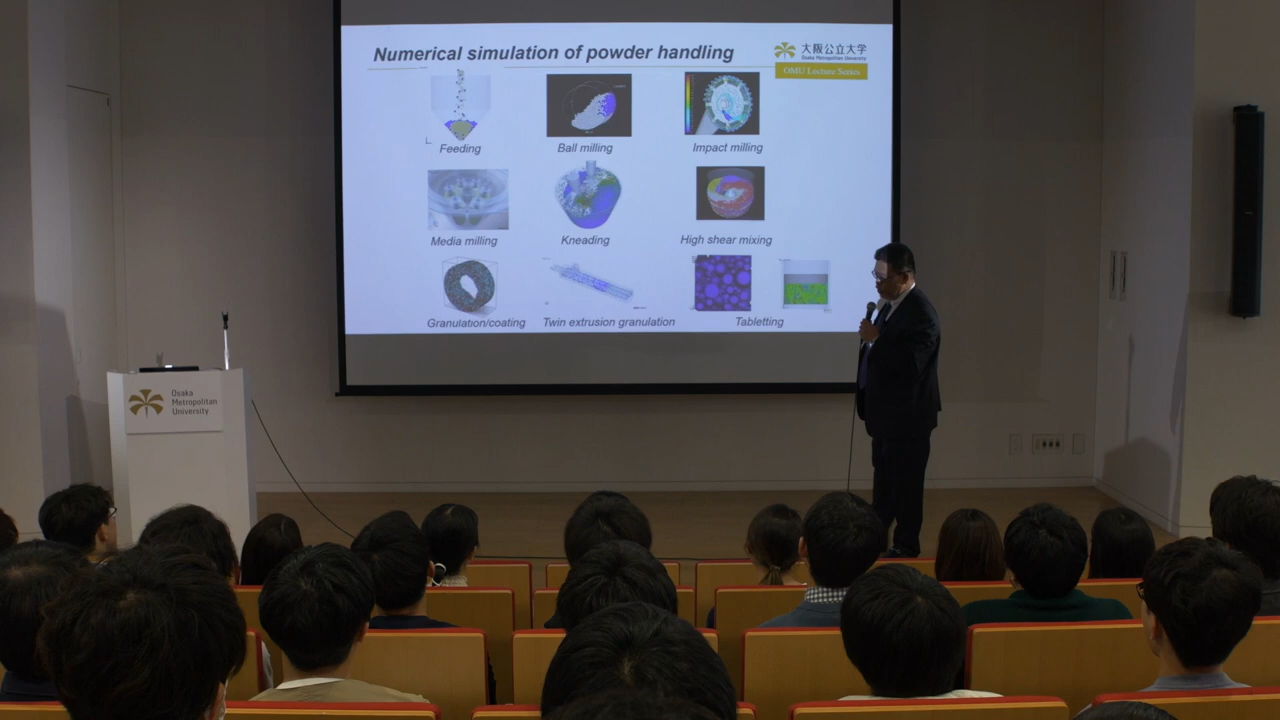 Numerical simulation of powder handling
大阪公立大学
Osaka Metropolitan University
OMU Lecture Series
Feeding
Ball milling
Impact milling
Media milling
Kneading
High shear mixing
Granulation/coating
Twin extrusion granulation
Tabletting
Osaka
Metropolitan
University